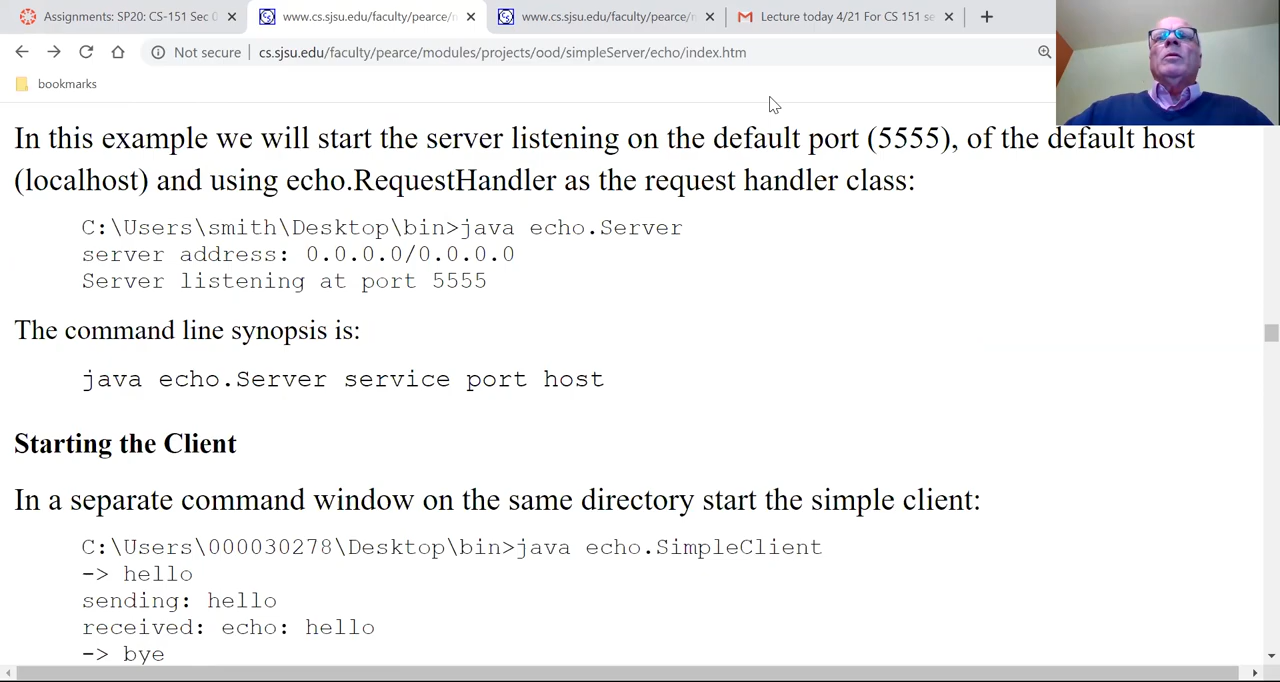 Assignments: SP20: CS-151 Sec
www.cs.sjsu.edu/faculty/pearce/
www.cs.sjsu.edu/faculty/pearce/
Lecture today 4/21 For CS 151 se
Not secure
cs.sjsu.edu/faculty/pearce/modules/projects/ood/simpleServer/echo/index.htm
bookmarks
In this example we will start the server listening on the default port (5555), of the default host
(localhost) and using echo.RequestHandler as the request handler class:
C:\Users\smith\Desktop\bin>java echo.Server
server address: 0.0.0.0/0.0.0.0
Server listening at port 5555
The command line synopsis is:
java echo.Server service port host
Starting the Client
In a separate command window on the same directory start the simple client:
C:\Users\000030278\Desktop\bin>java echo.SimpleClient
-> hello
sending: hello
received: echo: hello
-> bye